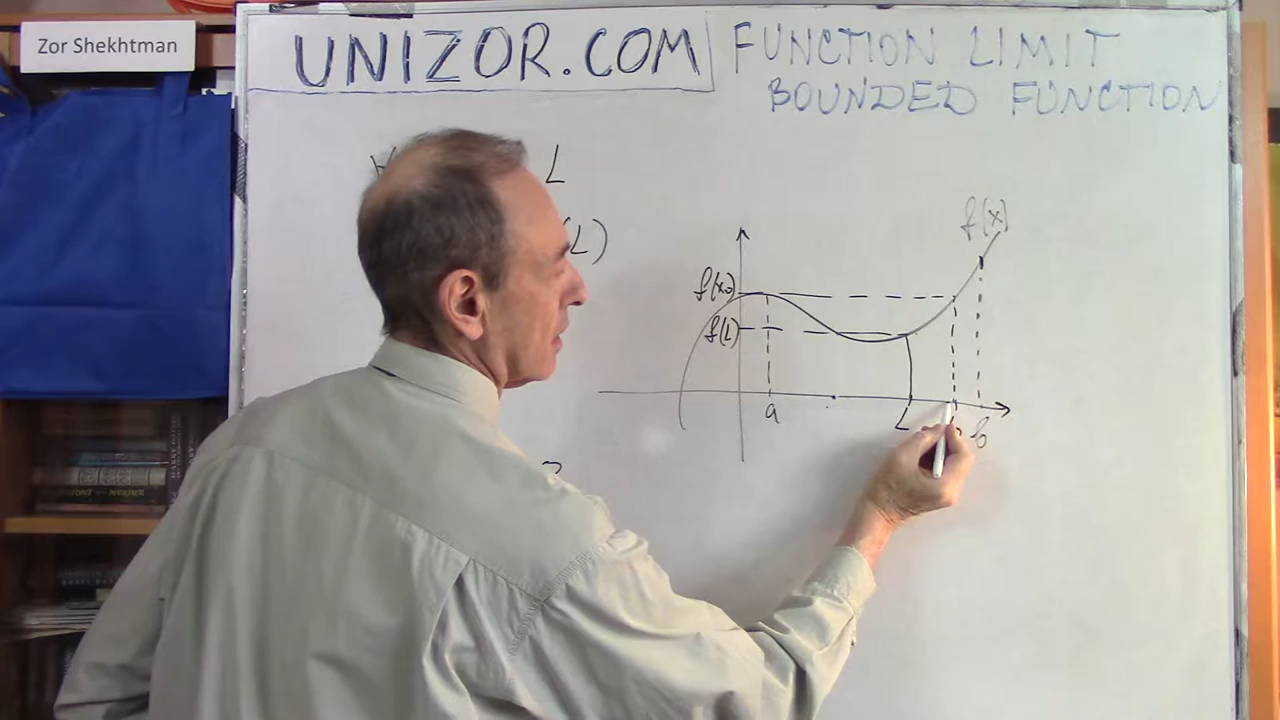 Zor Shekhtman
UNIZOR.COM
FUNCTION LIMIT
BOUNDED FUNCTION
L
(L)
f(x)
f(x₀)
f(L)
a
L
b